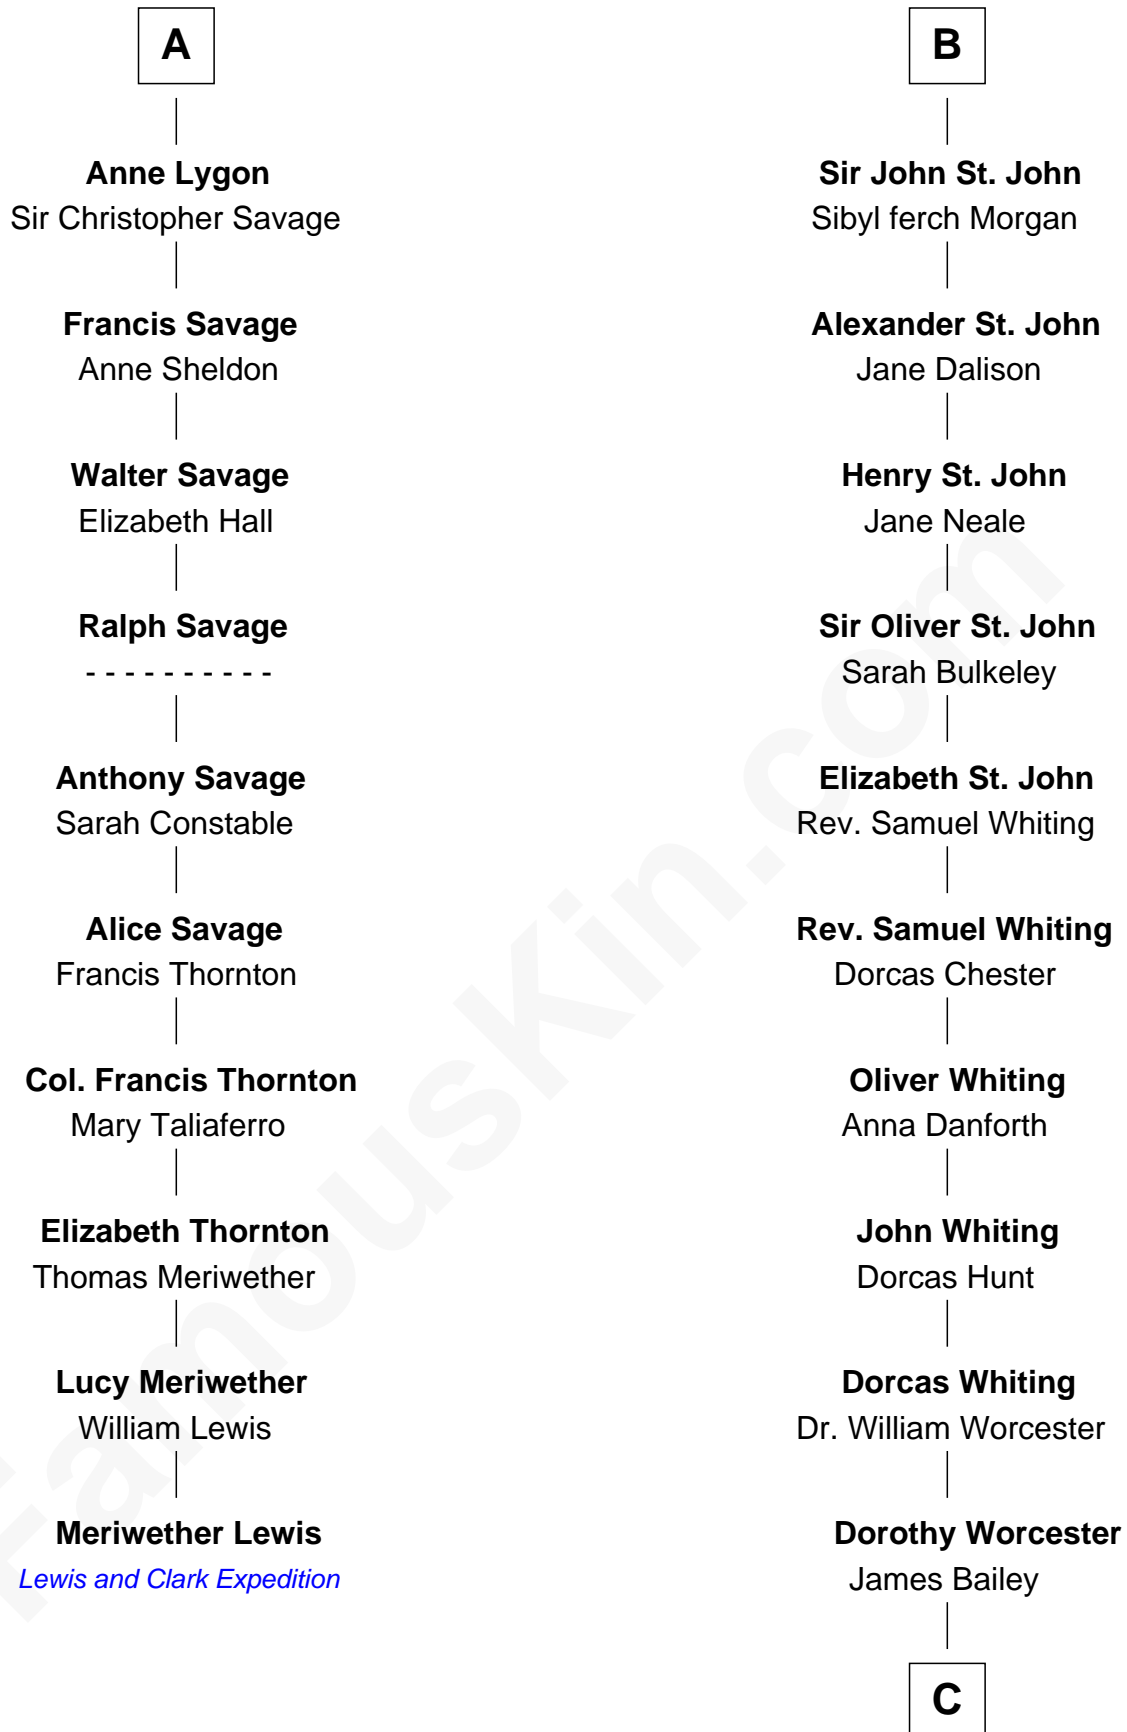 A
Anne Lygon
Sir Christopher Savage
Francis Savage
Anne Sheldon
Walter Savage
Elizabeth Hall
Ralph Savage
- - - - - - - - - -
Anthony Savage
Sarah Constable
Alice Savage
Francis Thornton
Col. Francis Thornton
Mary Taliaferro
Elizabeth Thornton
Thomas Meriwether
Lucy Meriwether
William Lewis
Meriwether Lewis
Lewis and Clark Expedition
B
Sir John St. John
Sibyl ferch Morgan
Alexander St. John
Jane Dalison
Henry St. John
Jane Neale
Sir Oliver St. John
Sarah Bulkeley
Elizabeth St. John
Rev. Samuel Whiting
Rev. Samuel Whiting
Dorcas Chester
Oliver Whiting
Anna Danforth
John Whiting
Dorcas Hunt
Dorcas Whiting
Dr. William Worcester
Dorothy Worcester
James Bailey
C
FamousKin.com